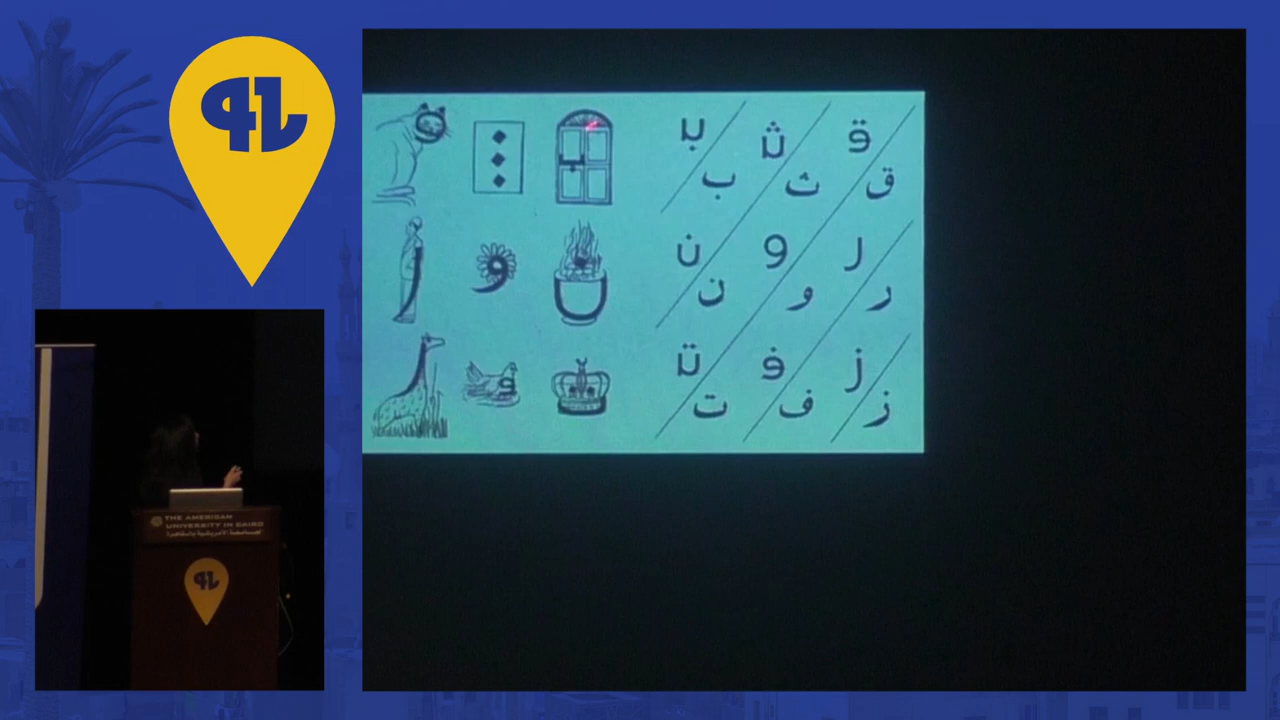 ق ث ب
ق ث ب
ر و ن
ر و ن
ز ف ت
ز ف ت
THE AMERICAN
UNIVERSITY IN CAIRO
الجامعة الأمريكية بالقاهرة